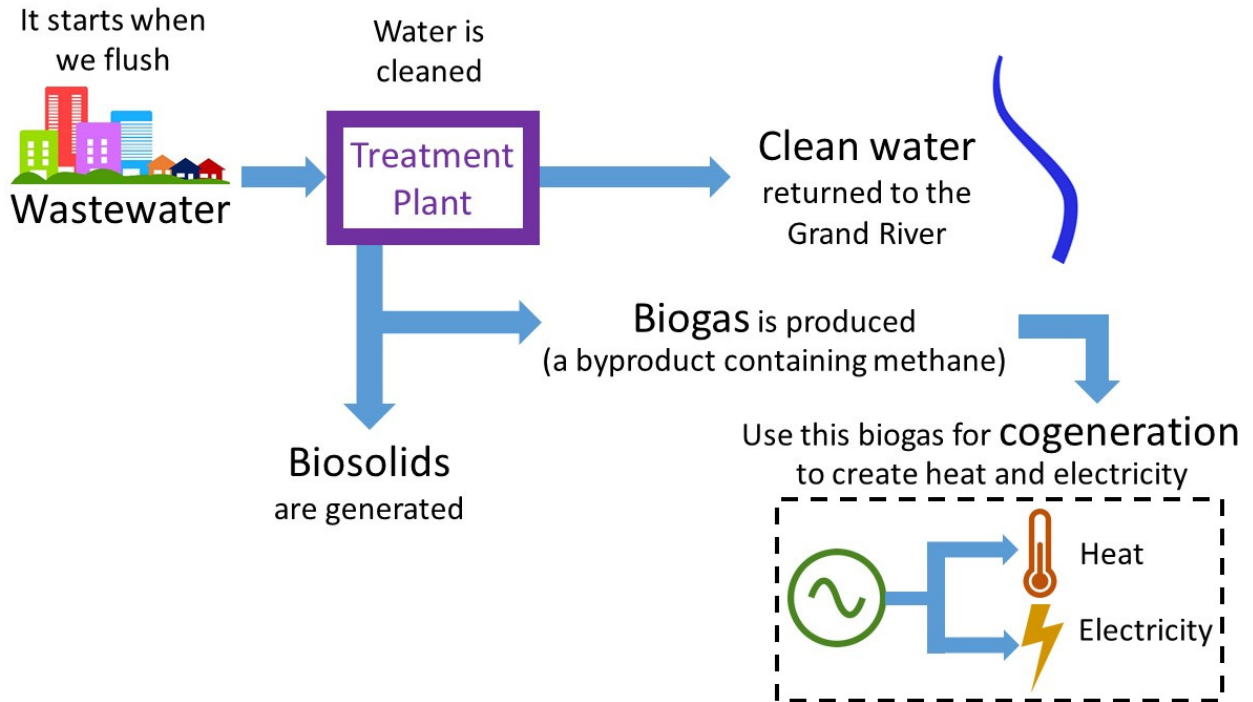 It starts when
we flush
Wastewater
Water is
cleaned
Treatment
Plant
Clean water
returned to the
Grand River
Biogas is produced
(a byproduct containing methane)
Biosolids
are generated
Use this biogas for cogeneration
to create heat and electricity
Heat
Electricity